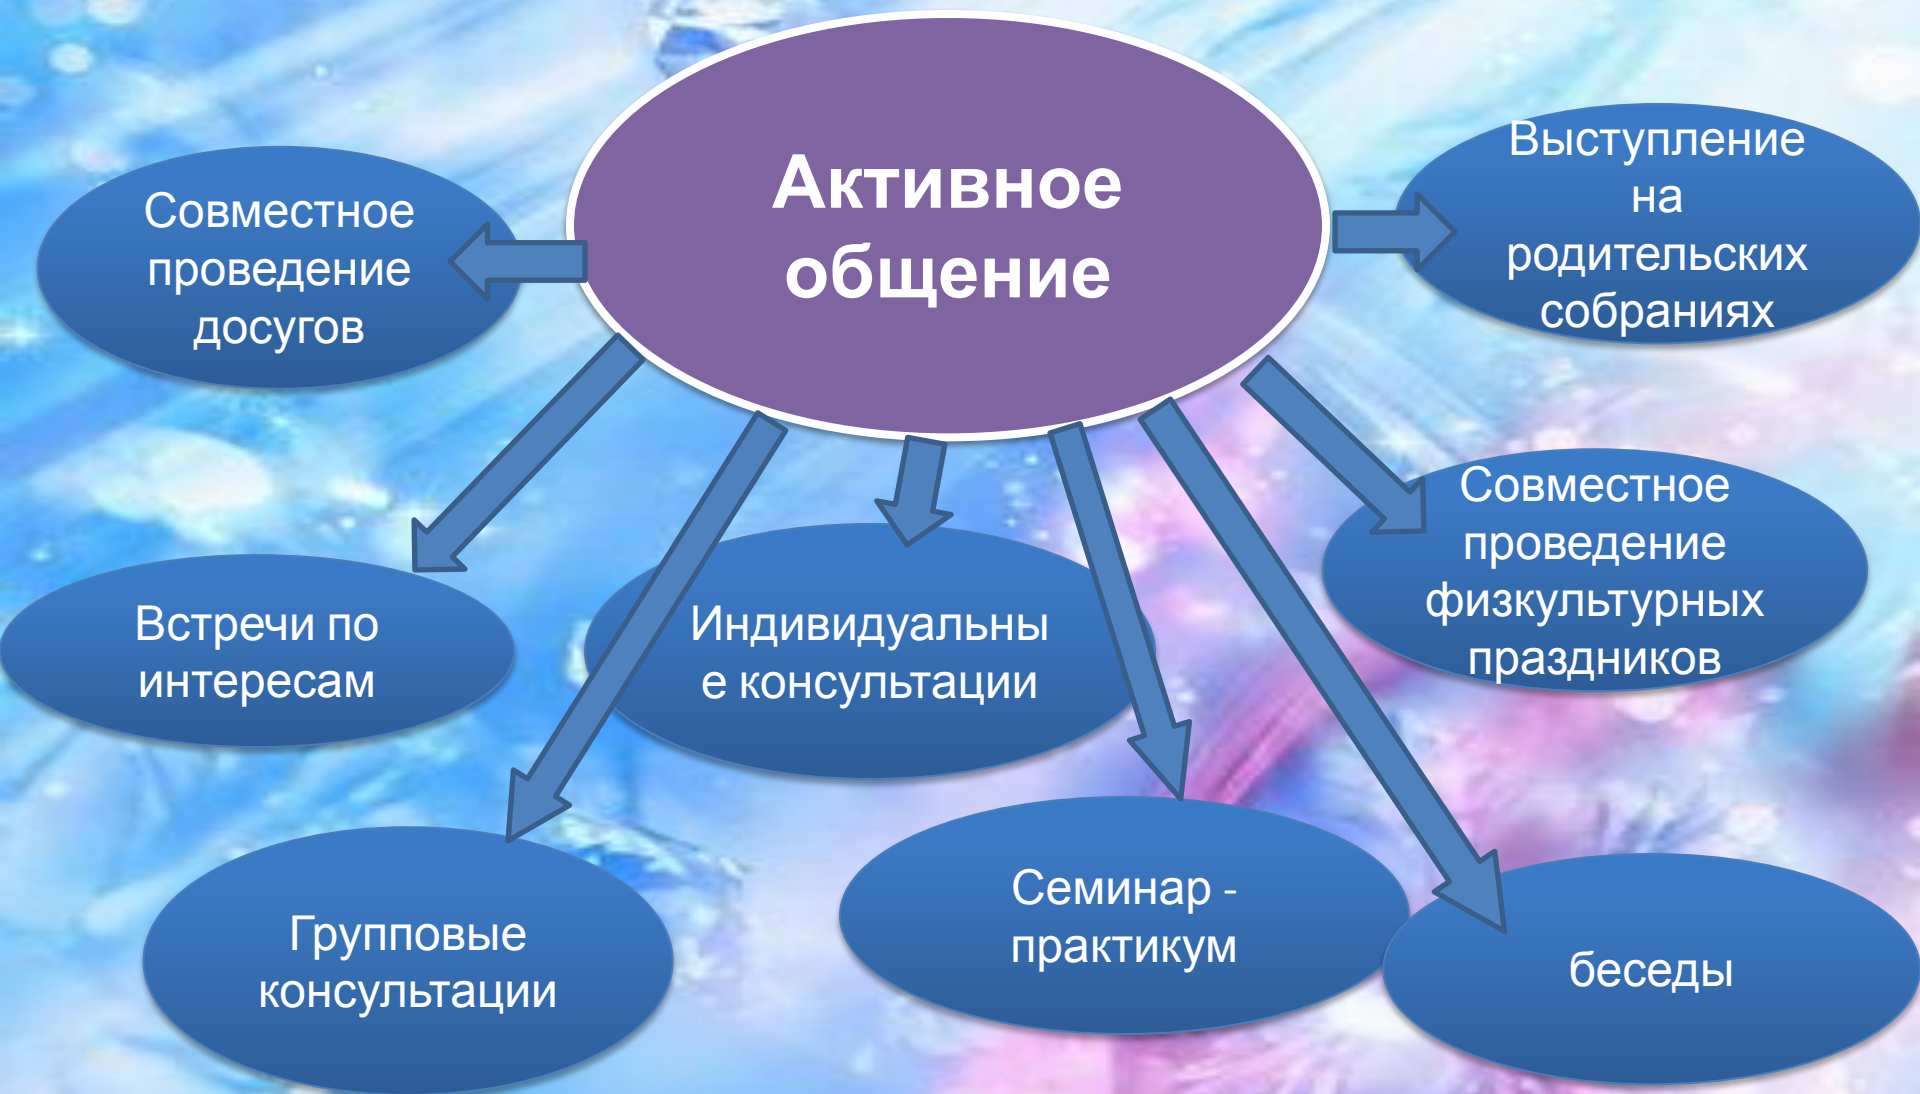 Активное
общение
Совместное
проведение
досугов
Выступление
на
родительских
собраниях
Встречи по
интересам
Индивидуальны
е консультации
Совместное
проведение
физкультурных
праздников
Групповые
консультации
Семинар -
практикум
беседы